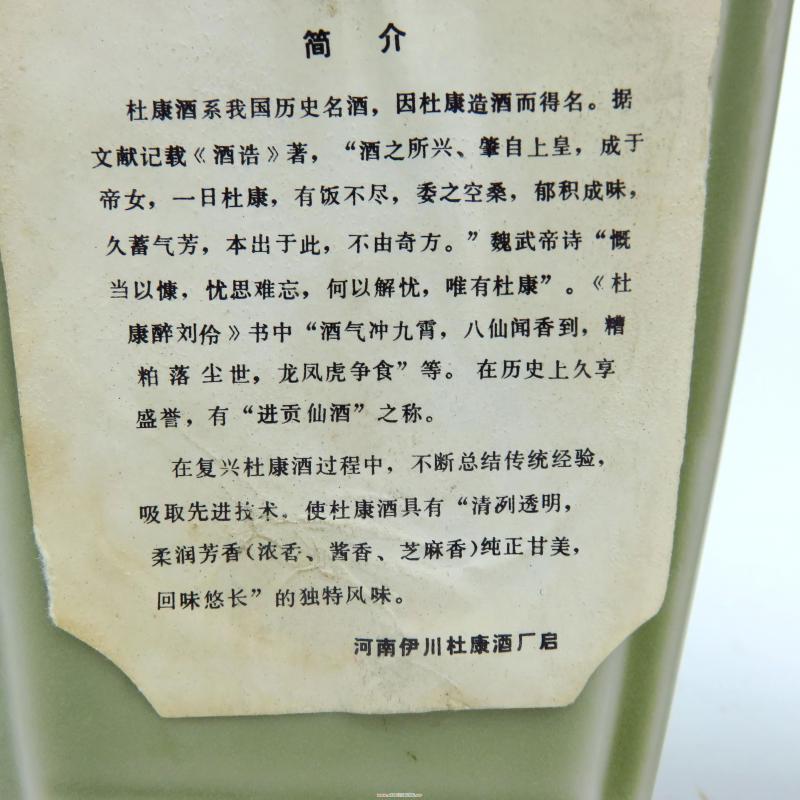 简 介
杜康酒系我国历史名酒，因杜康造酒而得名。据
文献记载《酒诰》著，“酒之所兴、肇自上皇，成于
帝女，一日杜康，有饭不尽，委之空桑，郁积成味，
久蓄气芳，本出于此，不由奇方。”魏武帝诗“慨
当以慷，忧思难忘，何以解忧，唯有杜康”。《杜
康醉刘伶》书中“酒气冲九霄，八仙闻香到，糟
粕落尘世，龙凤虎争食”等。在历史上久享
盛誉，有“进贡仙酒”之称。
在复兴杜康酒过程中，不断总结传统经验，
吸取先进技术。使杜康酒具有“清冽透明，
柔润芳香(浓香、酱香、芝麻香)纯正甘美，
回味悠长”的独特风味。
河南伊川杜康酒厂启